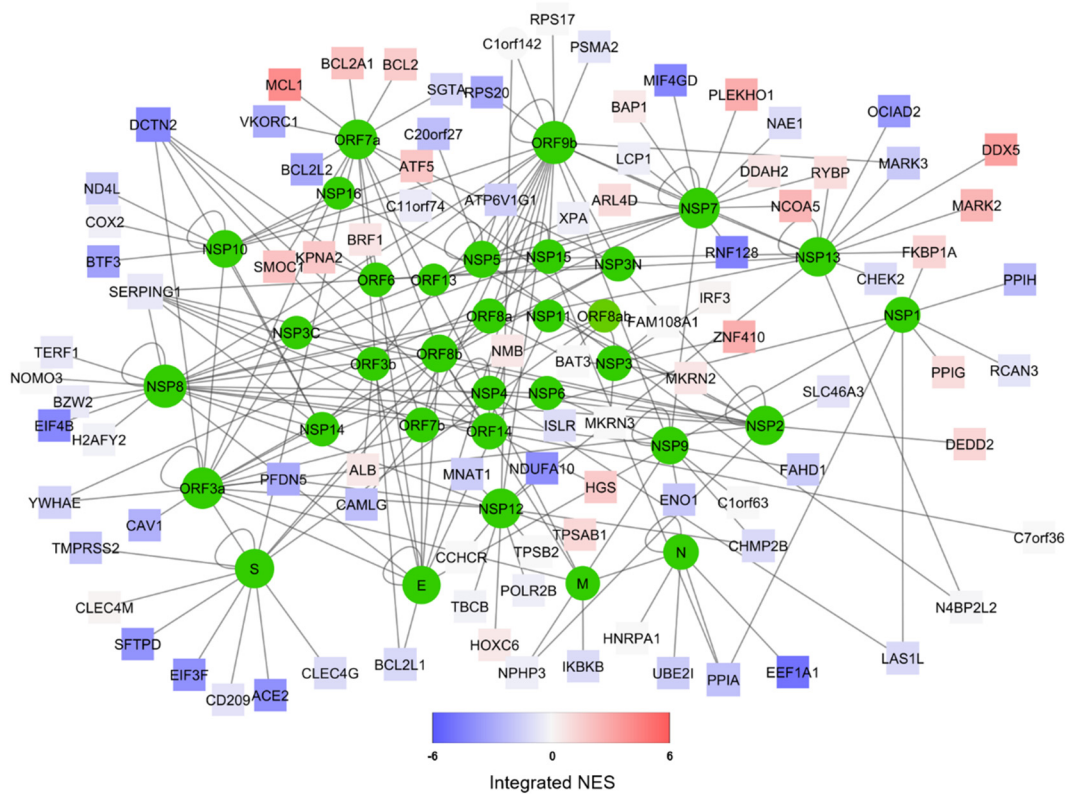 RPS17
C1orf142
PSMA2
BCL2A1
BCL2
MCL1
SGTA
RPS20
MIF4GD
PLEKHO1
BAP1
NAE1
OCIAD2
DCTN2
VKORC1
ORF7a
C20orf27
ORF9b
LCP1
DDX5
BCL2L2
ATF5
MARK3
DDAH2
RYBP
ND4L
NSP16
C11orf74
ATP6V1G1
ARL4D
NSP7
NCOA5
MARK2
COX2
XPA
NSP10
BRF1
BTF3
SMOC1
KPNA2
NSP5
NSP15
NSP3N
RNF128
NSP13
FKBP1A
SERPING1
ORF6
ORF13
CHEK2
PPIH
IRF3
NSP3C
ORF8a
NSP11
ORF8ab
FAM108A1
NSP1
TERF1
ORF8b
NMB
BAT3
ZNF410
NOMO3
NSP8
ORF3b
NSP3
MKRN2
PPIG
RCAN3
BZW2
NSP4
NSP6
SLC46A3
EIF4B
H2AFY2
NSP14
ORF7b
ORF14
ISLR
MKRN3
NSP9
NSP2
DEDD2
ALB
MNAT1
NDUFA10
FAHD1
YWHAE
ORF3a
PFDN5
HGS
ENO1
CAMLG
NSP12
C1orf63
CAV1
TPSAB1
C7orf36
TMPRSS2
S
CCHCR
TPSB2
N
CHMP2B
E
M
CLEC4M
TBCB
POLR2B
N4BP2L2
SFTPD
HOXC6
HNRPA1
EIF3F
CLEC4G
BCL2L1
NPHP3
IKBKB
UBE2I
PPIA
EEF1A1
LAS1L
CD209
ACE2
-6
0
6
Integrated NES